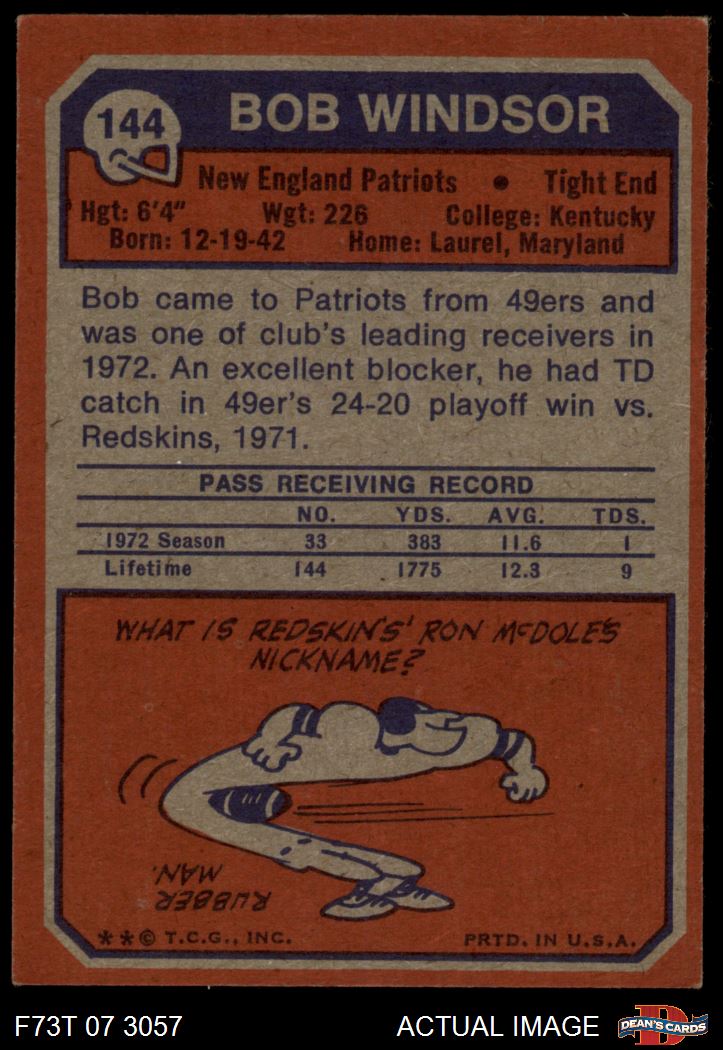 144
BOB WINDSOR
New England Patriots • Tight End
Hgt: 6'4" Wgt: 226 College: Kentucky
Born: 12-19-42 Home: Laurel, Maryland
Bob came to Patriots from 49ers and
was one of club's leading receivers in
1972. An excellent blocker, he had TD
catch in 49er's 24-20 playoff win vs.
Redskins, 1971.
PASS RECEIVING RECORD
NO. YDS. AVG. TDS.
1972 Season 33 383 11.6 1
Lifetime 144 1775 12.3 9
WHAT IS REDSKINS' RON McDOLE'S
NICKNAME?
RUBBER
MAN.
**© T.C.G., INC. PRTD. IN U.S.A.
F73T 07 3057 ACTUAL IMAGE
D
DEAN'S CARDS